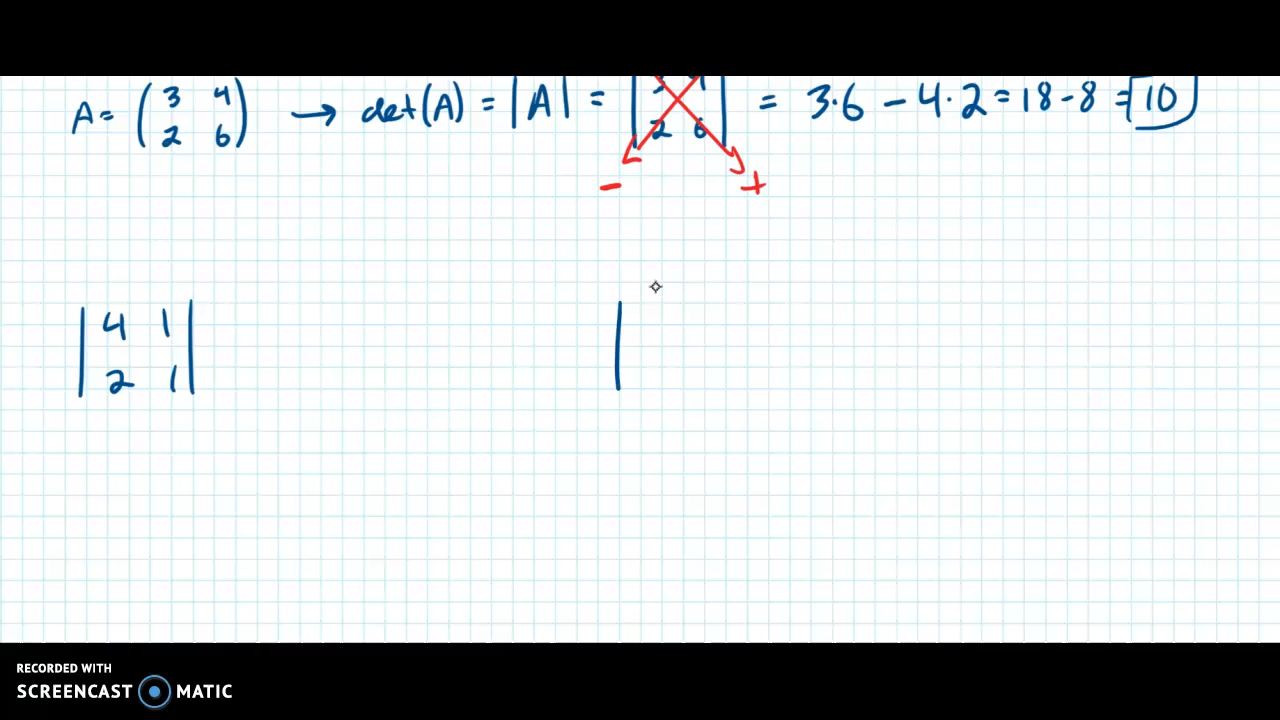 A = ( 3 4 ) → det(A) = |A| = | | = 3·6 - 4·2 = 18 - 8 = 10
( 2 6 ) | 2 6 |
- +
| 4 1 | |
| 2 1 |
RECORDED WITH
SCREENCAST MATIC